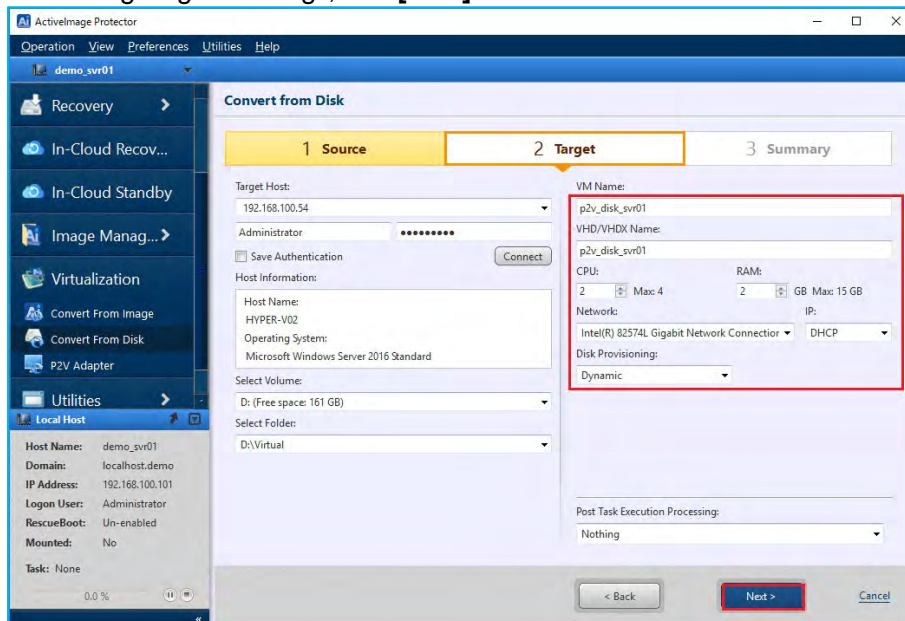 ActiveImage Protector
Operation View Preferences Utilities Help
demo_svr01
Recovery
In-Cloud Recov...
In-Cloud Standby
Image Manag...
Virtualization
Convert From Image
Convert From Disk
P2V Adapter
Utilities
Local Host
Host Name: demo_svr01
Domain: localhost.demo
IP Address: 192.168.100.101
Logon User: Administrator
RescueBoot: Un-enabled
Mounted: No
Task: None
0.0 %
Convert from Disk
1 Source
2 Target
3 Summary
Target Host:
192.168.100.54
Administrator
Save Authentication
Connect
Host Information:
Host Name:
HYPER-V02
Operating System:
Microsoft Windows Server 2016 Standard
Select Volume:
D: (Free space: 161 GB)
Select Folder:
D:\Virtual
VM Name:
p2v_disk_svr01
VHD/VHDX Name:
p2v_disk_svr01
CPU: RAM:
2 Max: 4 2 GB Max: 15 GB
Network: IP:
Intel(R) 82574L Gigabit Network Connection DHCP
Disk Provisioning:
Dynamic
Post Task Execution Processing:
Nothing
< Back
Next >
Cancel